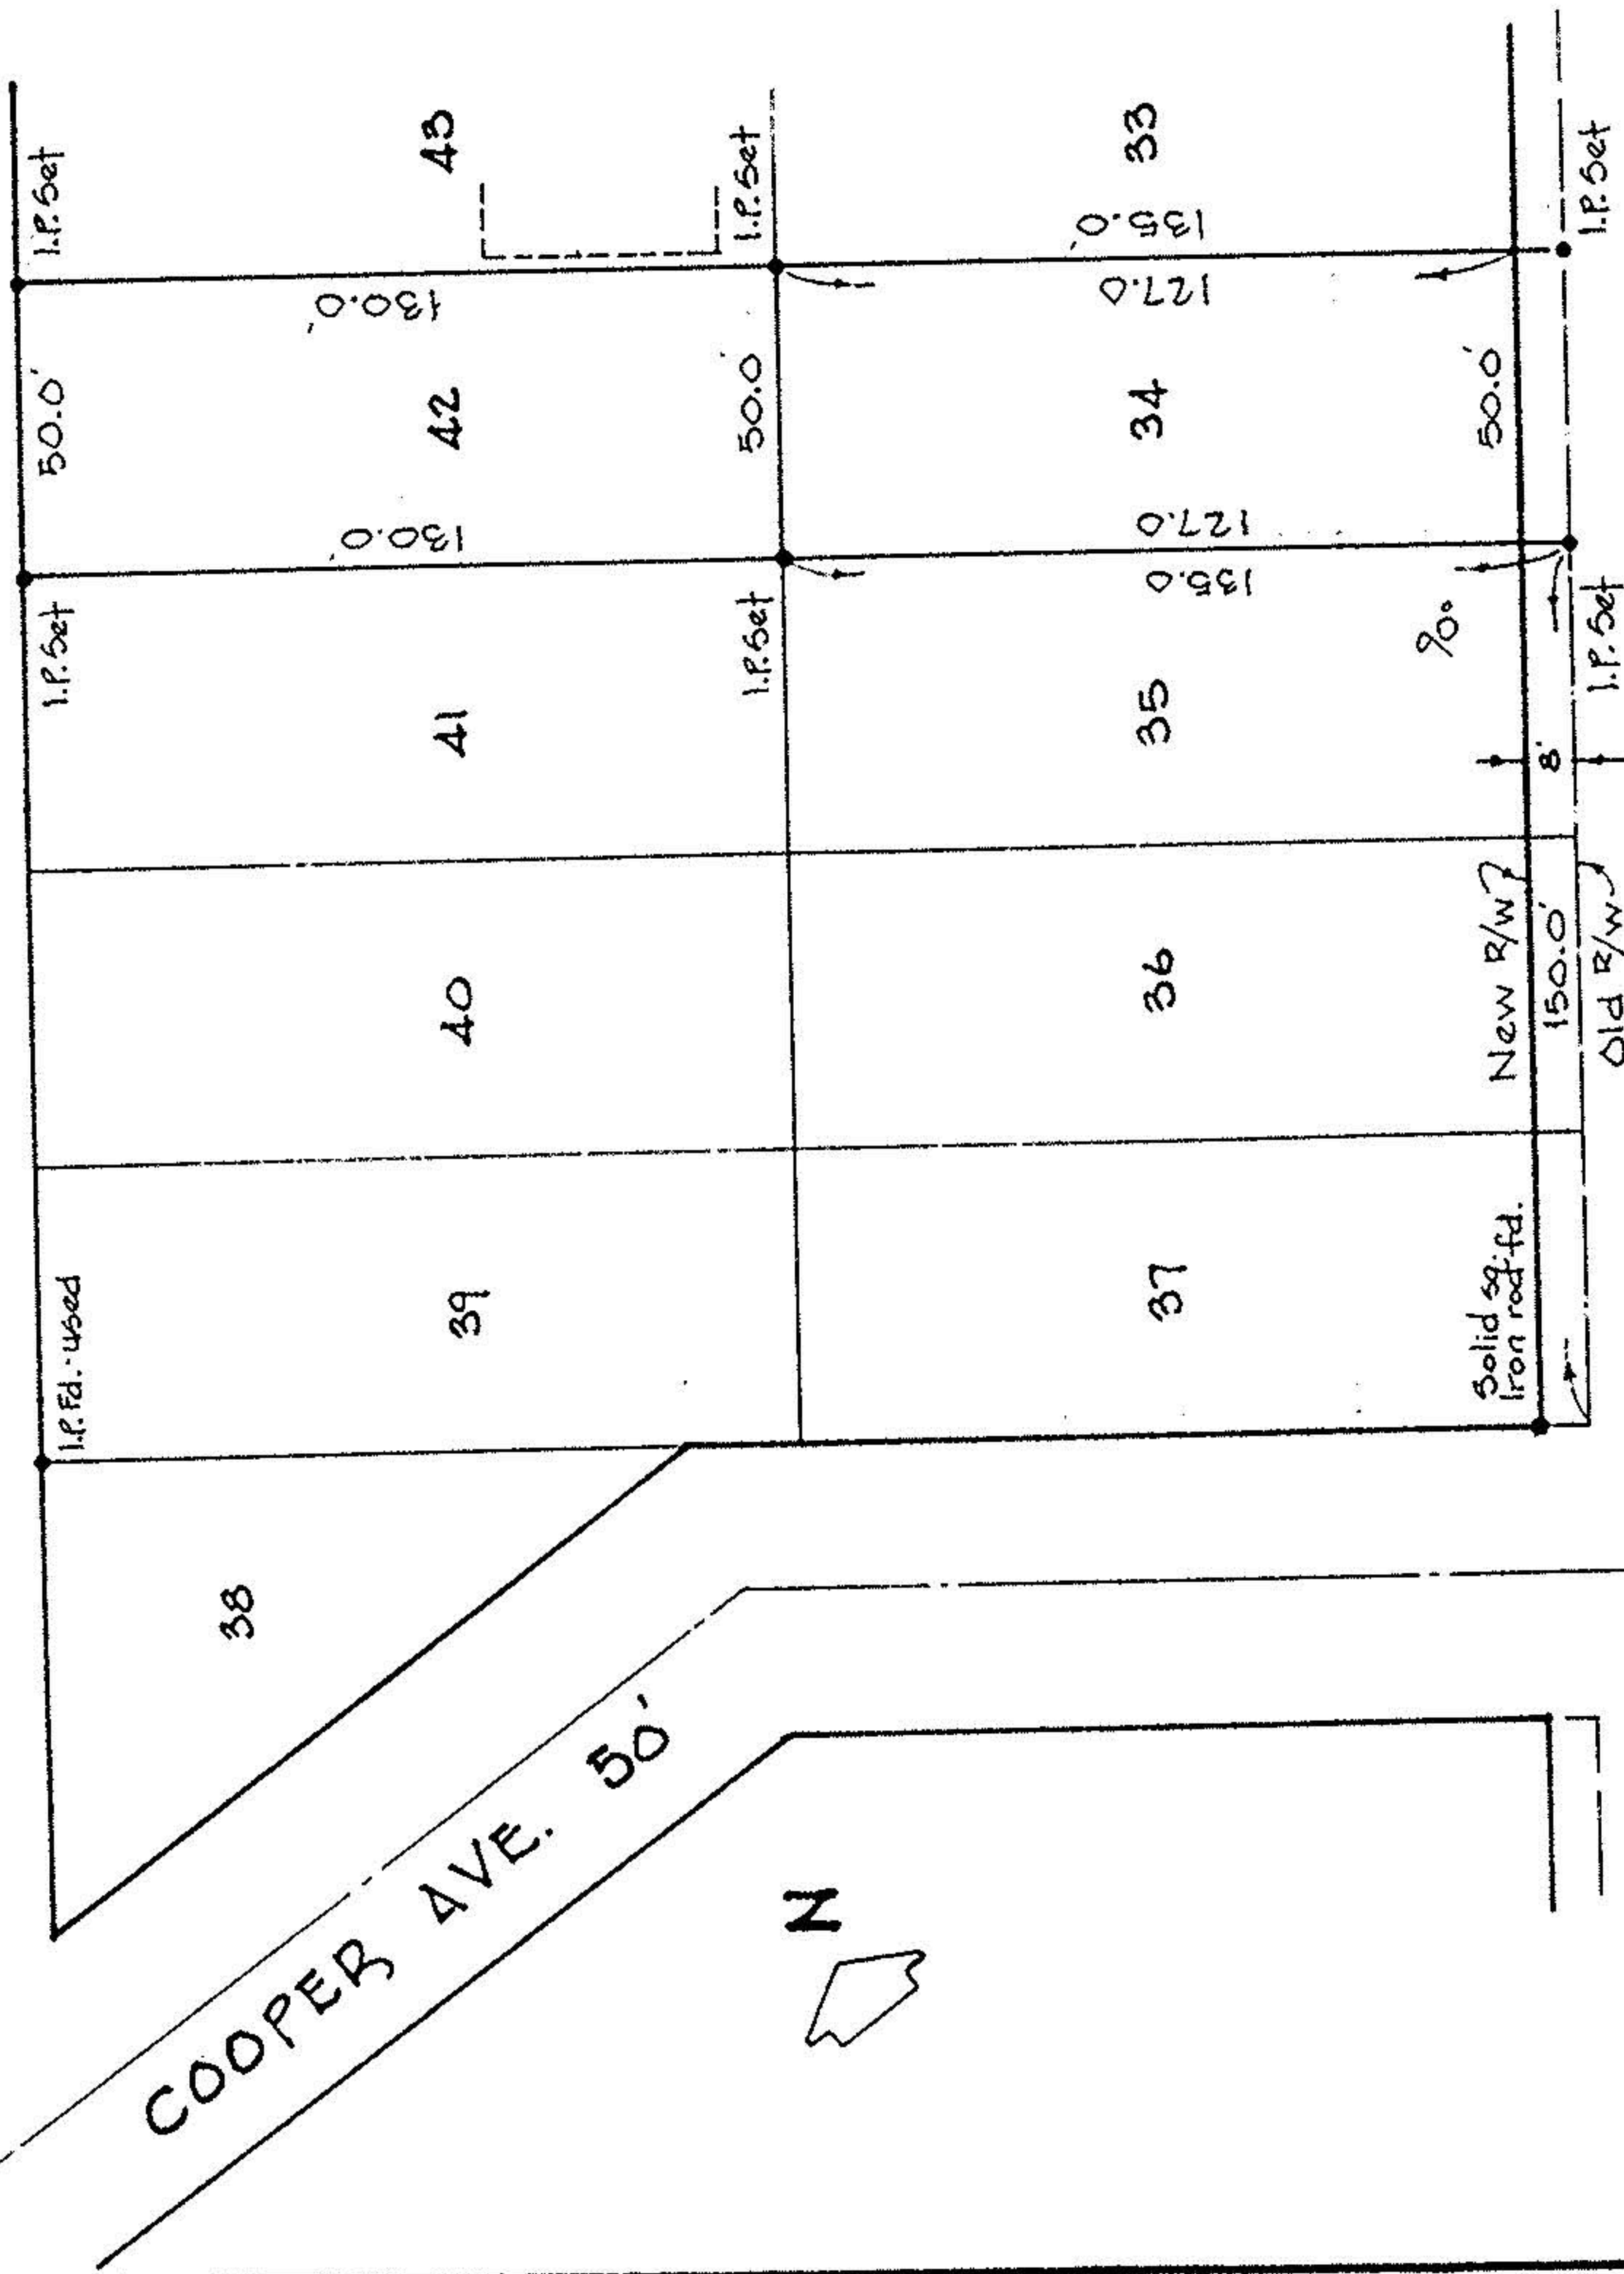 I.P. Set
43
I.P. Set
33
135.0'
I.P. Set
130.0'
127.0
50.0'
42
50.0'
34
50.0'
130.0'
127.0
135.0
I.P. Set
I.P. Set
90°
I.P. Set
41
35
8'
40
36
New R/W
150.0'
Old R/W
I.P. Fd. - used
39
37
Solid sq.
Iron rod-fd.
38
COOPER AVE. 50'
N